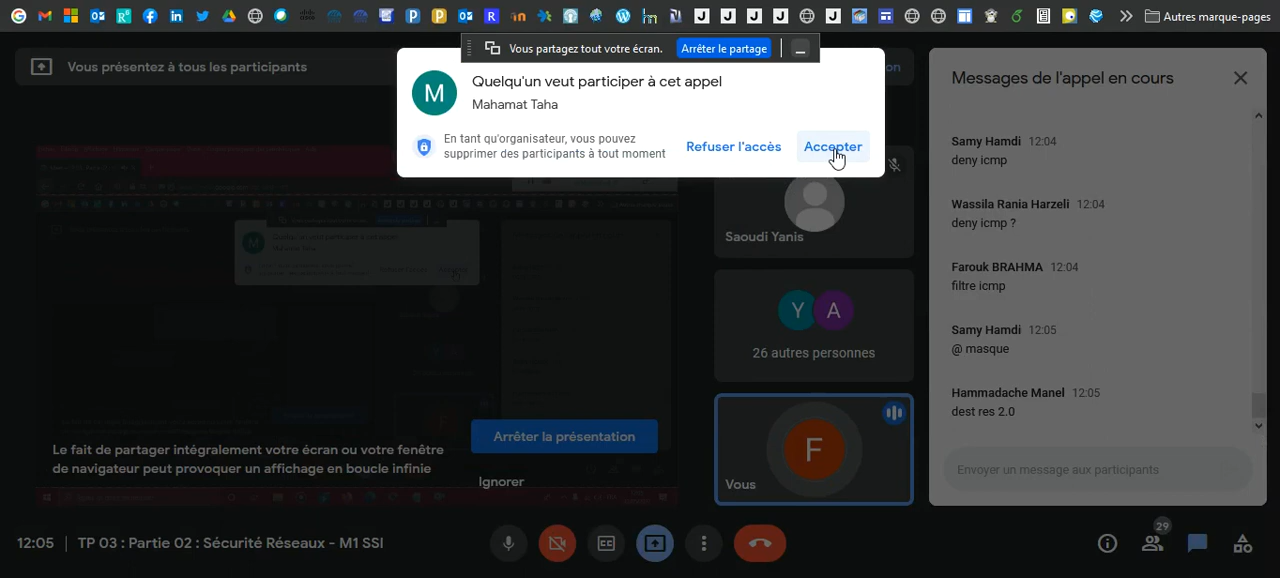 Autres marque-pages
Vous partagez tout votre écran.
Arrêter le partage
Vous présentez à tous les participants
on
M
Quelqu'un veut participer à cet appel
Mahamat Taha
En tant qu'organisateur, vous pouvez
supprimer des participants à tout moment
Refuser l'accès
Accepter
Saoudi Yanis
Y
A
26 autres personnes
F
Vous
Arrêter la présentation
Le fait de partager intégralement votre écran ou votre fenêtre
de navigateur peut provoquer un affichage en boucle infinie
Ignorer
Messages de l'appel en cours
Samy Hamdi 12:04
deny icmp
Wassila Rania Harzeli 12:04
deny icmp ?
Farouk BRAHMA 12:04
filtre icmp
Samy Hamdi 12:05
@ masque
Hammadache Manel 12:05
dest res 2.0
Envoyer un message aux participants
12:05 | TP 03 : Partie 02 : Sécurité Réseaux - M1 SSI
29